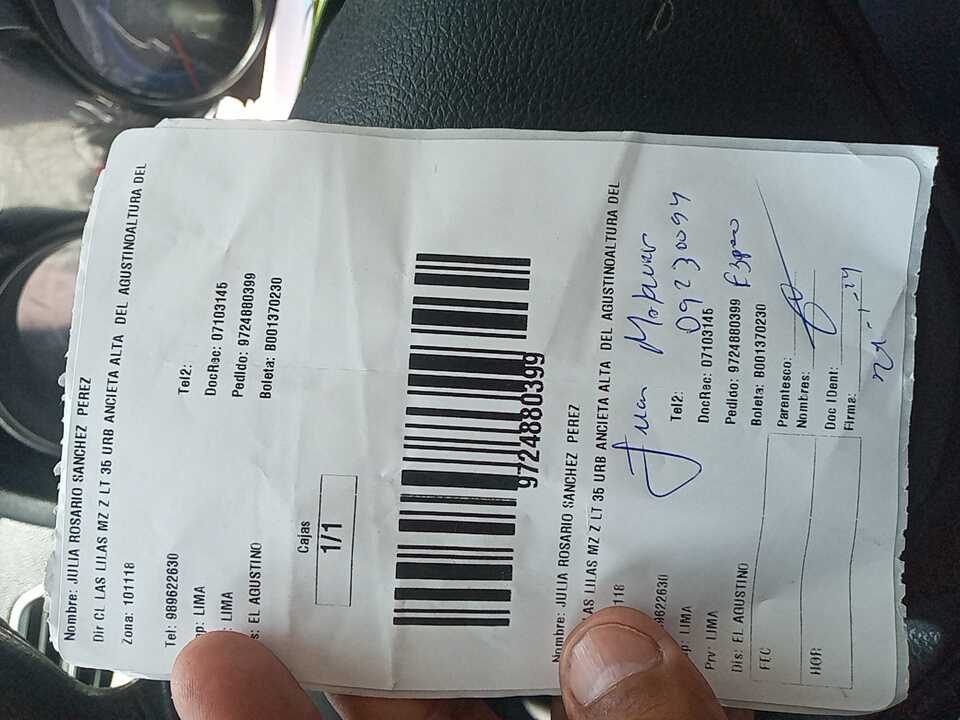 Nombre: JULIA ROSARIO SANCHEZ PEREZ
Dir CL LAS LILAS MZ Z LT 35 URB ANCIETA ALTA DEL AGUSTINOALTURA DEL
Zona: 101118
Tel: 989622630
Tel2:
DocRec: 07103145
p: LIMA
Pedido: 9724880399
: LIMA
Boleta: B001370230
s: EL AGUSTINO
Cajas
1/1
9724880399
Nombre: JULIA ROSARIO SANCHEZ PEREZ
AS LILAS MZ Z LT 35 URB ANCIETA ALTA DEL AGUSTINOALTURA DEL
118
Juan
09230094
9622630
Tel2:
DocRec: 07103145
p: LIMA
Pedido: 9724880399
Prv: LIMA
Boleta: B001370230
Dis: EL AGUSTINO
FEC
Parentesco:
Nombres:
HOR
Doc IDent:
Firma: